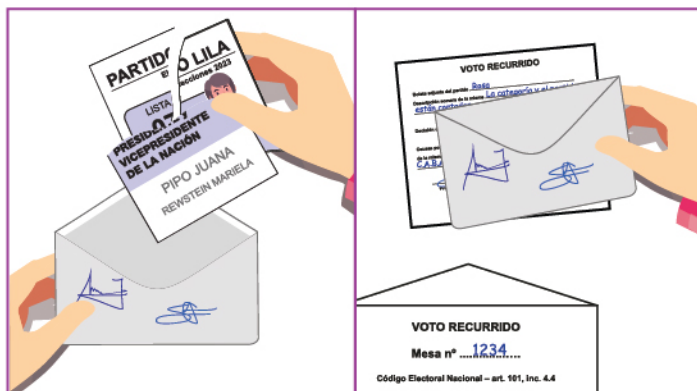 PARTIDO LILA
Elecciones 2023
LISTA
PRESIDENTE
VICEPRESIDENTE
DE LA NACIÓN
PIPO JUANA
REWSTEIN MARIELA
VOTO RECURRIDO
Boleta adjunta del partido Rosa
Descripción somera de la misma La categoría y el partido
están cortados
C.A.B.A.
VOTO RECURRIDO
Mesa nº 1234
Código Electoral Nacional – art. 101, Inc. 4.4